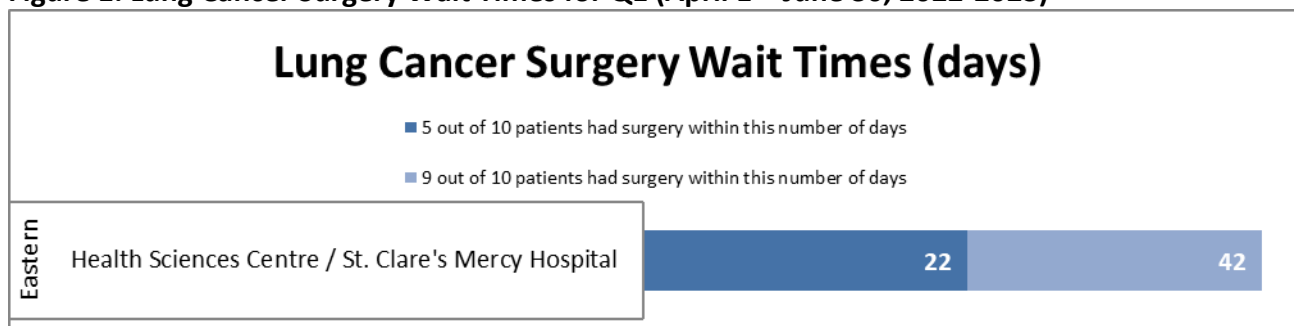 Lung Cancer Surgery Wait Times (days)
5 out of 10 patients had surgery within this number of days
9 out of 10 patients had surgery within this number of days
Eastern
Health Sciences Centre / St. Clare's Mercy Hospital
22
42